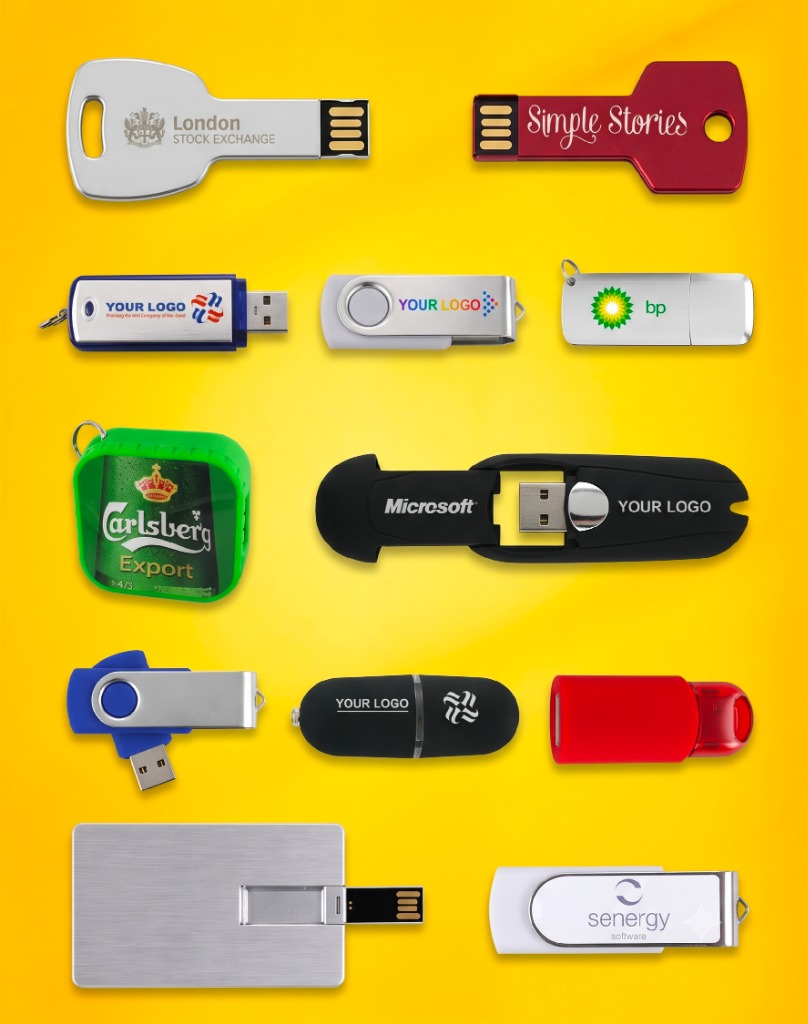 London
STOCK EXCHANGE
Simple Stories
YOUR LOGO
YOUR LOGO
bp
Microsoft
YOUR LOGO
Carlsberg
Export
473
YOUR LOGO
senergy
software